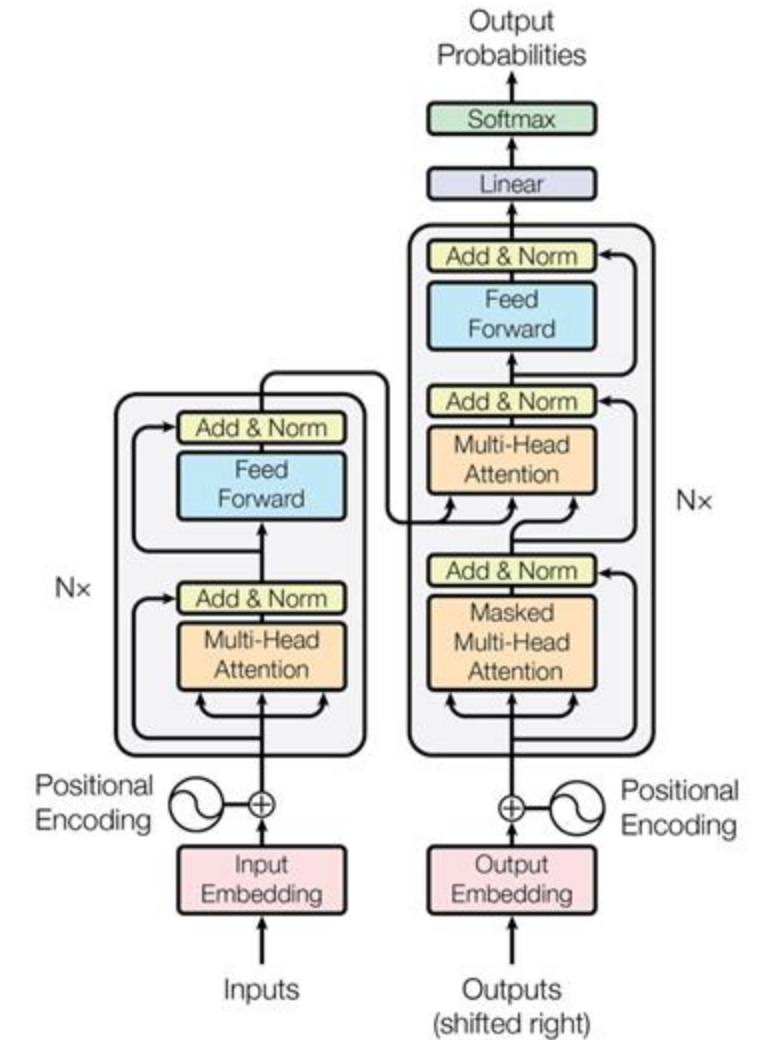 Output
Probabilities
Softmax
Linear
Add & Norm
Feed
Forward
Add & Norm
Multi-Head
Attention
Add & Norm
Masked
Multi-Head
Attention
Nx
Add & Norm
Feed
Forward
Add & Norm
Multi-Head
Attention
Nx
Positional
Encoding
Positional
Encoding
Input
Embedding
Output
Embedding
Inputs
Outputs
(shifted right)